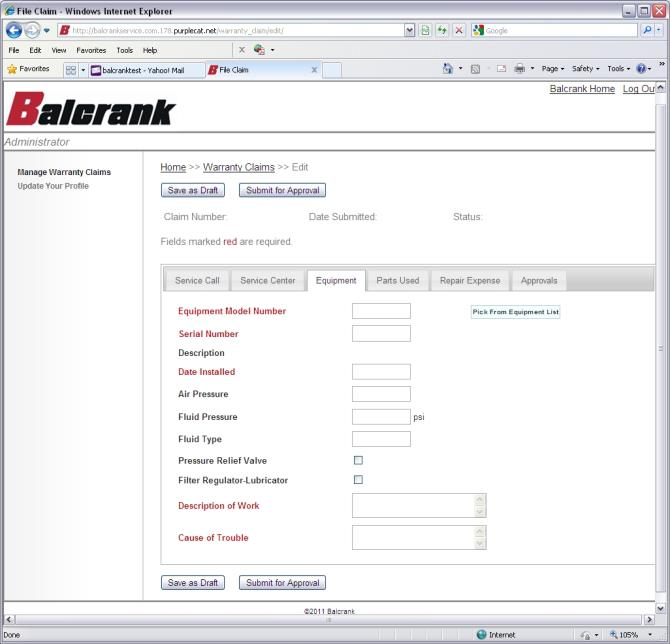 File Claim - Windows Internet Explorer
http://balcrankservice.com.178.purplecat.net/warranty_claim/edit/
Google
File Edit View Favorites Tools Help
x
Favorites
balcranktest - Yahoo! Mail
File Claim
x
Page
Safety
Tools
Balcrank Home Log Ou
Balcrank
Administrator
Manage Warranty Claims
Update Your Profile
Home >> Warranty Claims >> Edit
Save as Draft Submit for Approval
Claim Number: Date Submitted: Status:
Fields marked red are required.
Service Call Service Center Equipment Parts Used Repair Expense Approvals
Equipment Model Number Pick From Equipment List
Serial Number
Description
Date Installed
Air Pressure
Fluid Pressure psi
Fluid Type
Pressure Relief Valve
Filter Regulator-Lubricator
Description of Work
Cause of Trouble
Save as Draft Submit for Approval
©2011 Balcrank
Done Internet 105%